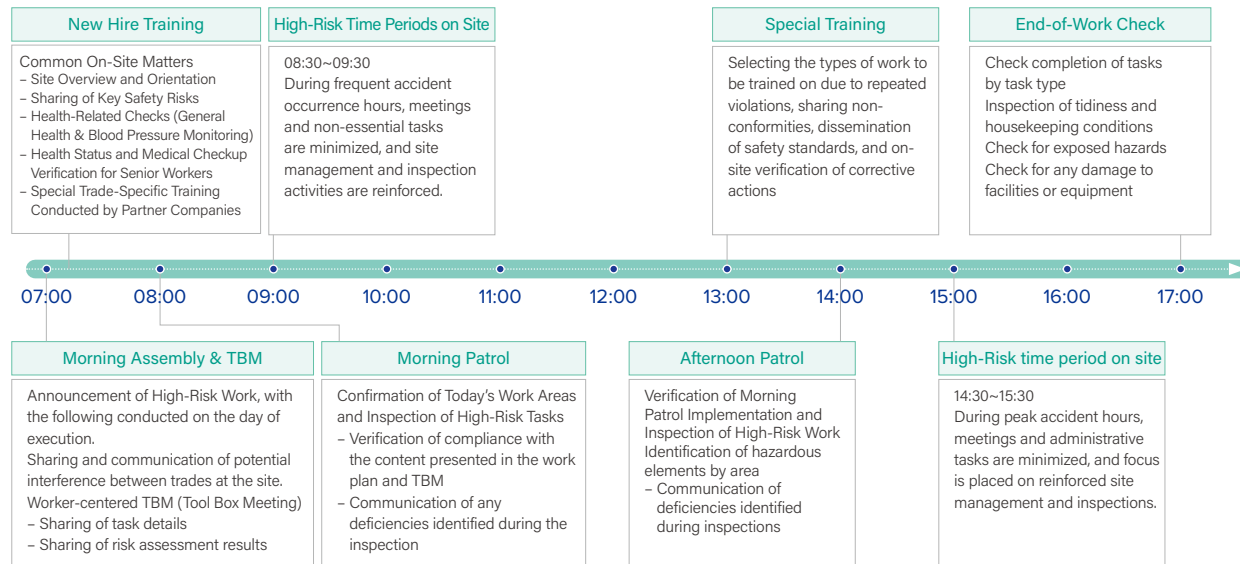 New Hire Training
Common On-Site Matters
– Site Overview and Orientation
– Sharing of Key Safety Risks
– Health-Related Checks (General
Health & Blood Pressure Monitoring)
– Health Status and Medical Checkup
Verification for Senior Workers
– Special Trade-Specific Training
Conducted by Partner Companies
High-Risk Time Periods on Site
08:30~09:30
During frequent accident
occurrence hours, meetings
and non-essential tasks
are minimized, and site
management and inspection
activities are reinforced.
Special Training
Selecting the types of work to
be trained on due to repeated
violations, sharing non-
conformities, dissemination
of safety standards, and on-
site verification of corrective
actions
End-of-Work Check
Check completion of tasks
by task type
Inspection of tidiness and
housekeeping conditions
Check for exposed hazards
Check for any damage to
facilities or equipment
07:00 08:00 09:00 10:00 11:00 12:00 13:00 14:00 15:00 16:00 17:00
Morning Assembly & TBM
Announcement of High-Risk Work, with
the following conducted on the day of
execution.
Sharing and communication of potential
interference between trades at the site.
Worker-centered TBM (Tool Box Meeting)
– Sharing of task details
– Sharing of risk assessment results
Morning Patrol
Confirmation of Today's Work Areas
and Inspection of High-Risk Tasks
– Verification of compliance with
the content presented in the work
plan and TBM
– Communication of any
deficiencies identified during the
inspection
Afternoon Patrol
Verification of Morning
Patrol Implementation and
Inspection of High-Risk Work
Identification of hazardous
elements by area
– Communication of
deficiencies identified
during inspections
High-Risk time period on site
14:30~15:30
During peak accident hours,
meetings and administrative
tasks are minimized, and focus
is placed on reinforced site
management and inspections.